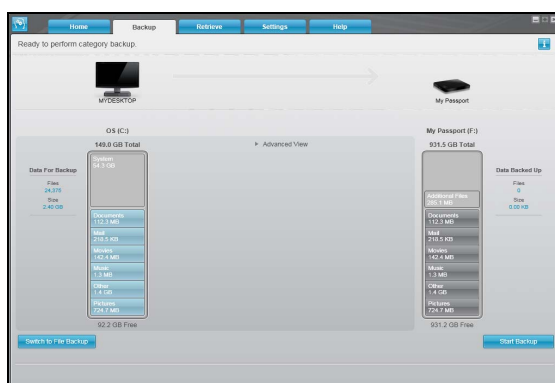 Home Backup Retrieve Settings Help
Ready to perform category backup.
MYDESKTOP
My Passport
OS (C:)
149.0 GB Total
Advanced View
My Passport (F:)
931.5 GB Total
Data For Backup
Files
24,078
Size
2.45 GB
System
54.3 GB
Documents
112.3 MB
Mail
218.5 KB
Movies
142.4 MB
Music
1.3 MB
Other
1.4 GB
Pictures
724.7 MB
92.2 GB Free
Additional Files
285.1 MB
Documents
112.3 MB
Mail
218.5 KB
Movies
142.4 MB
Music
1.3 MB
Other
1.4 GB
Pictures
724.7 MB
931.2 GB Free
Data Backed Up
Files
0
Size
0.00 KB
Switch to File Backup
Start Backup